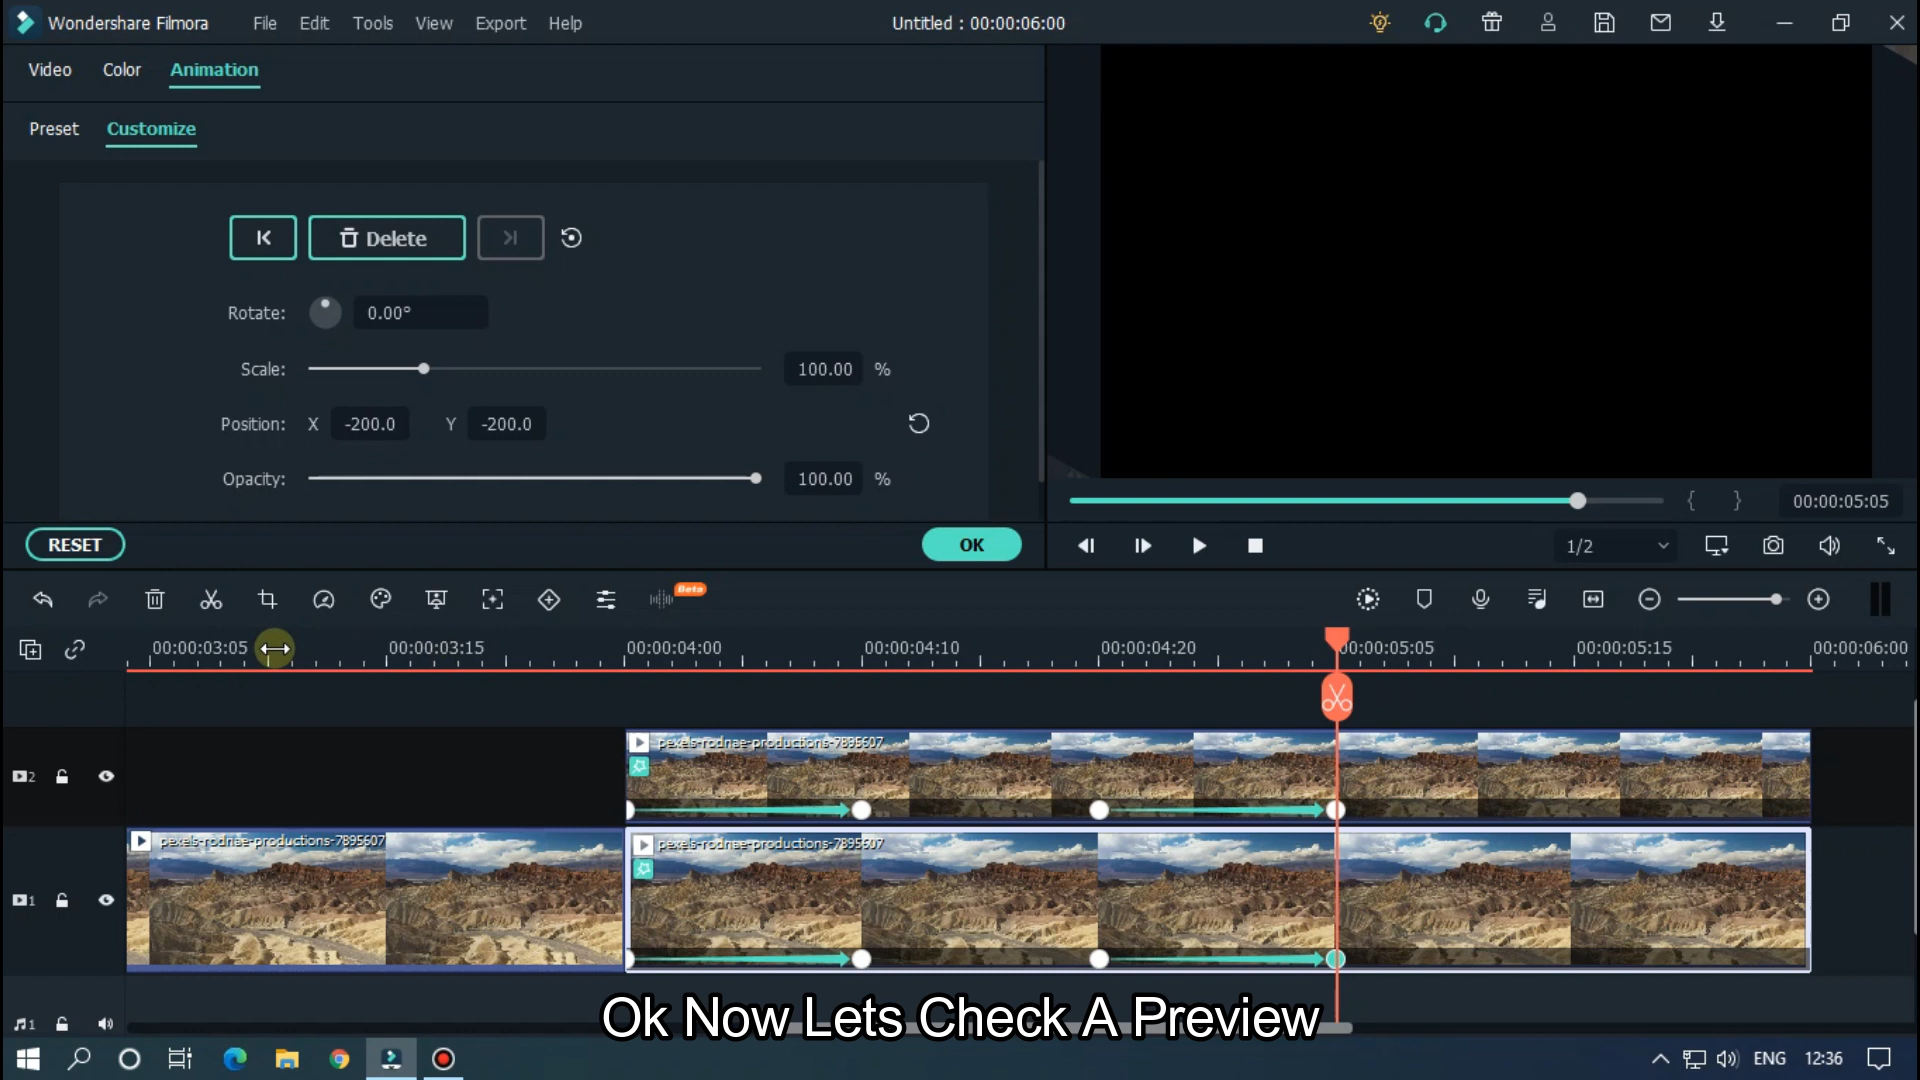 Wondershare Filmora File Edit Tools View Export Help Untitled : 00:00:06:00
Video Color Animation
Preset Customize
Delete
Rotate: 0.00°
Scale: 100.00 %
Position: X -200.0 Y -200.0
Opacity: 100.00 %
{ } 00:00:05:05
RESET OK
1/2
Beta
00:00:03:05 00:00:03:15 00:00:04:00 00:00:04:10 00:00:04:20 00:00:05:05 00:00:05:15 00:00:06:00
pexels-rodnae-productions-7895607
2
pexels-rodnae-productions-7895607 pexels-rodnae-productions-7895607
1
1
Ok Now Lets Check A Preview
ENG 12:36